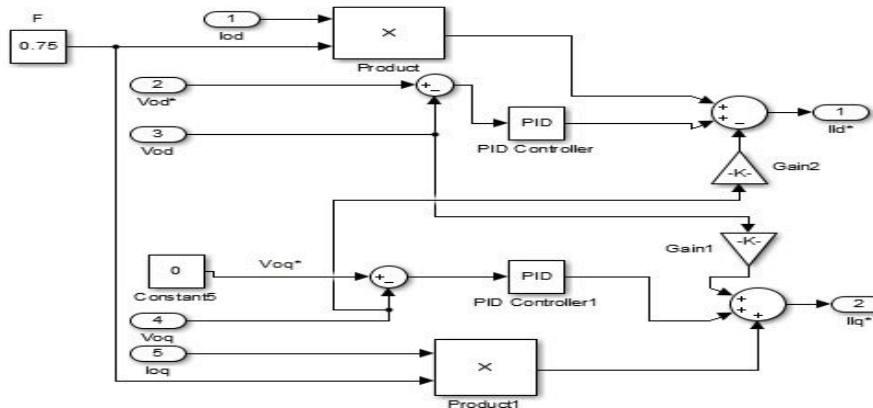 F
0.75
1
Iod
×
Product
2
Vod*
+
−
3
Vod
PID
PID Controller
+
+
−
1
Ild*
-K-
Gain2
-K-
Gain1
0
Constant5
Voq*
+
−
PID
PID Controller1
+
+
+
2
Ilq*
4
Voq
5
Ioq
×
Product1